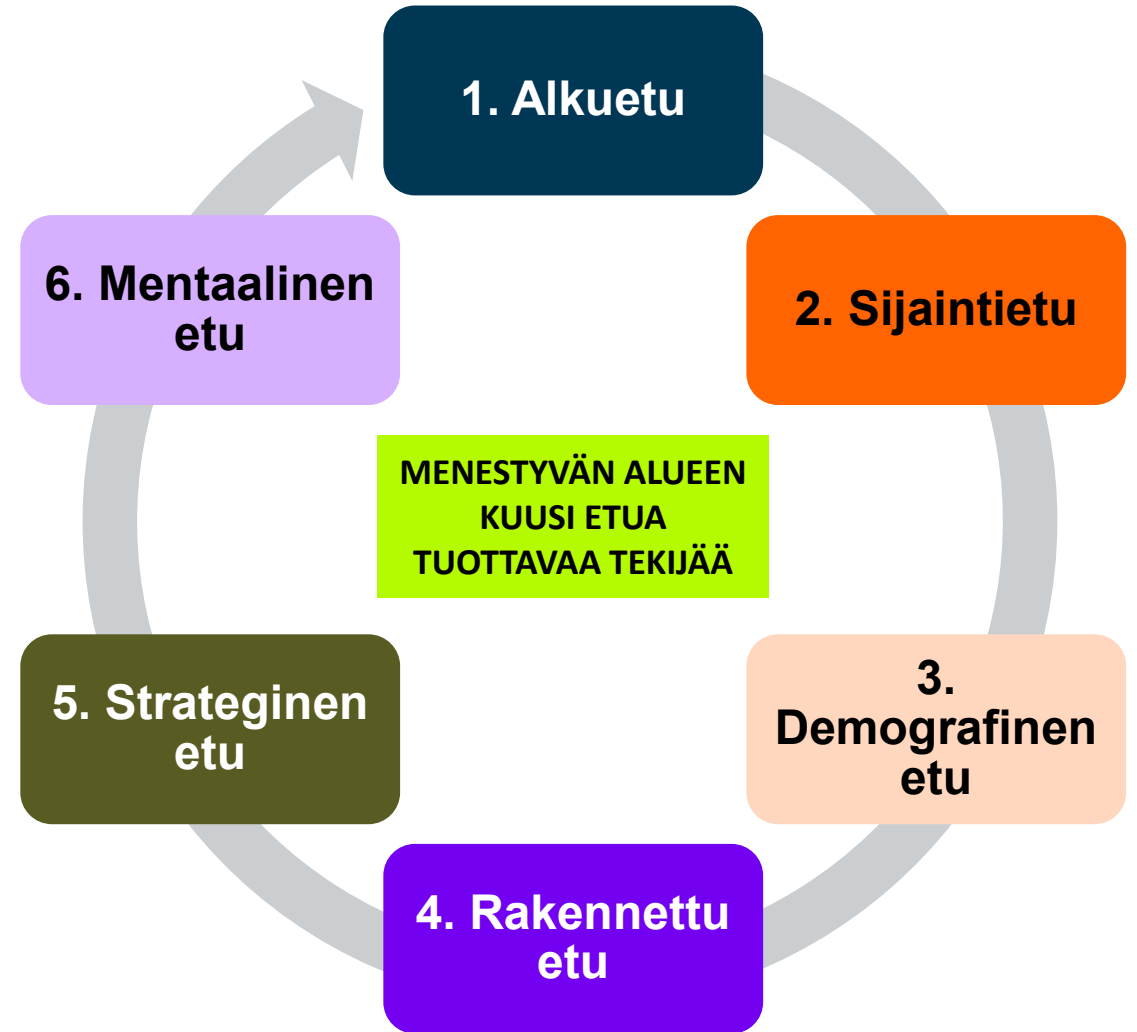 1. Alkuetu
2. Sijaintietu
3.
Demografinen
etu
4. Rakennettu
etu
5. Strateginen
etu
6. Mentaalinen
etu
MENESTYVÄN ALUEEN
KUUSI ETUA
TUOTTAVAA TEKIJÄÄ